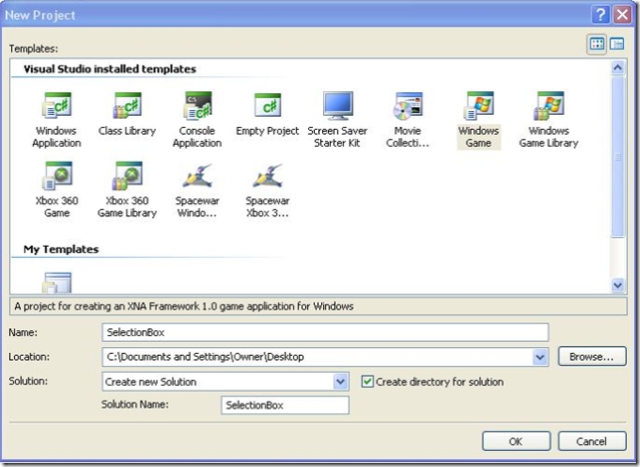 New Project
Templates:
Visual Studio installed templates
Windows Application
Class Library
Console Application
Empty Project
Screen Saver Starter Kit
Movie Collecti...
Windows Game
Windows Game Library
Xbox 360 Game
Xbox 360 Game Library
Spacewar Windo...
Spacewar Xbox 3...
My Templates
A project for creating an XNA Framework 1.0 game application for Windows
Name:
SelectionBox
Location:
C:\Documents and Settings\Owner\Desktop
Browse...
Solution:
Create new Solution
Create directory for solution
Solution Name:
SelectionBox
OK
Cancel